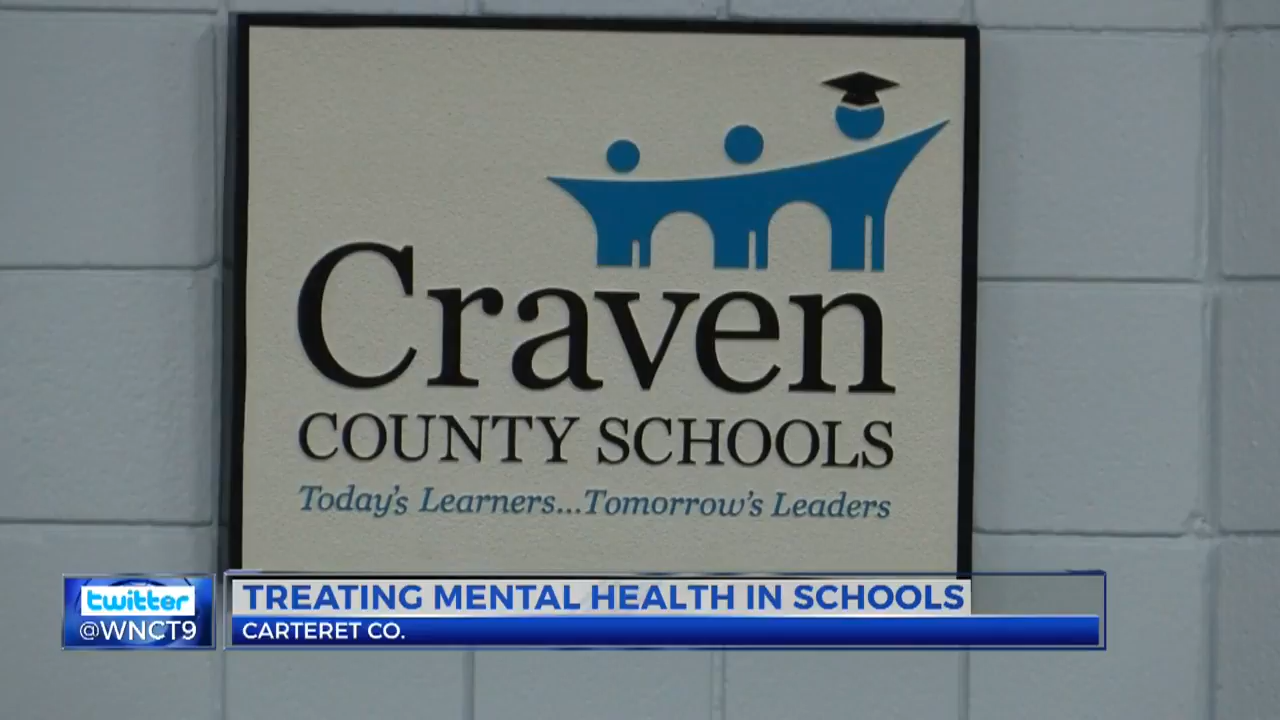 Craven
COUNTY SCHOOLS
Today's Learners...Tomorrow's Leaders
twitter
@WNCT9
TREATING MENTAL HEALTH IN SCHOOLS
CARTERET CO.